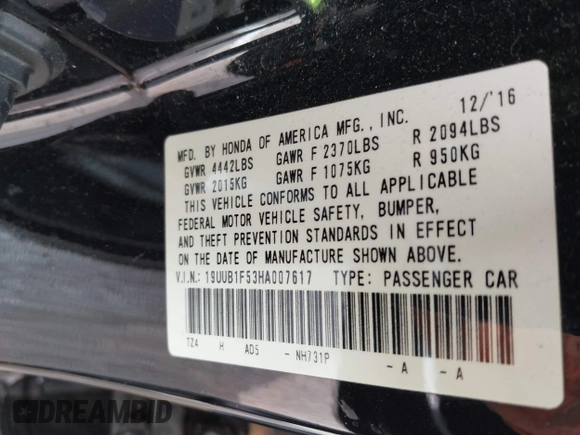 MFD. BY HONDA OF AMERICA MFG., INC. 12/'16
GVWR 4442LBS GAWR F 2370LBS R 2094LBS
GVWR 2015KG GAWR F 1075KG R 950KG
THIS VEHICLE CONFORMS TO ALL APPLICABLE
FEDERAL MOTOR VEHICLE SAFETY, BUMPER,
AND THEFT PREVENTION STANDARDS IN EFFECT
ON THE DATE OF MANUFACTURE SHOWN ABOVE.
V.I.N.: 19UUB1F53HA007617 TYPE: PASSENGER CAR
TZ4 H AD5 - NH731P - A - A
DREAMBID